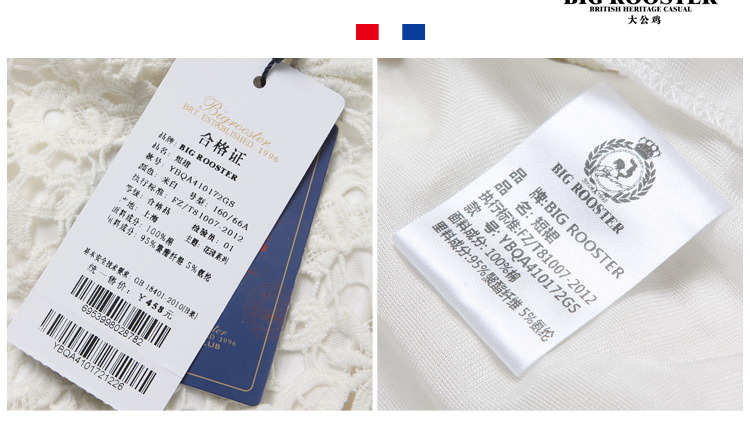 BIG ROOSTER
BRITISH HERITAGE CASUAL
大公鸡
Bigrooster
BRT ESTABLISHED 1996
合格证
品牌: BIG ROOSTER
品名: 短裙
款号: YBQA410172GS
颜色: 米白 号型: 160/66A
执行标准: FZ/T81007-2012
等级: 合格品 检验员: 01
产地: 上海 主题: 花园系列
面料成分: 100%棉
里料成分: 95%聚酯纤维 5%氨纶
基本安全技术要求 GB 18401-2010(B类)
统一售价: ¥458元
6953998028782
YBQA4101721226
1996
CLUB
BIG ROOSTER
品 牌:BIG ROOSTER
品 名:短裙
执行标准:FZ/T81007-2012
款 号:YBQA410172GS
面料成分:100%棉
里料成分:95%聚酯纤维 5%氨纶